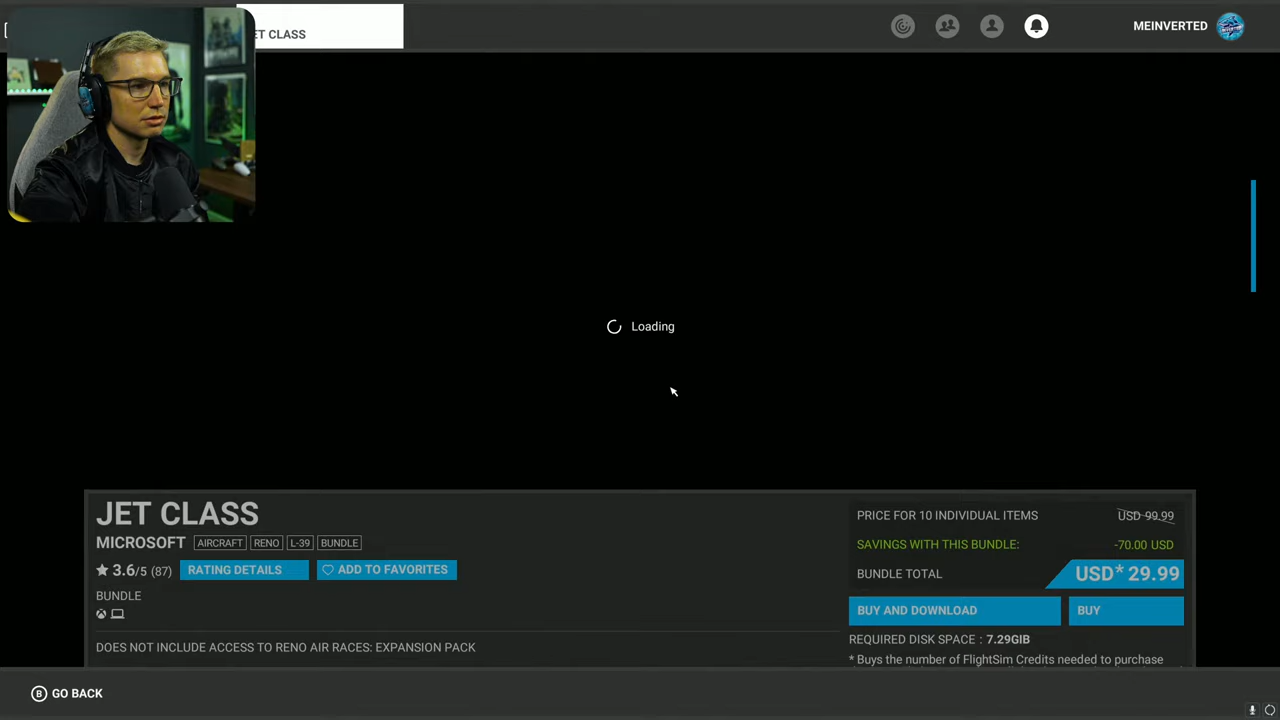 ET CLASS
MEINVERTED
Loading
JET CLASS
MICROSOFT AIRCRAFT RENO L-39 BUNDLE
3.6/5 (87) RATING DETAILS ADD TO FAVORITES
BUNDLE
DOES NOT INCLUDE ACCESS TO RENO AIR RACES: EXPANSION PACK
PRICE FOR 10 INDIVIDUAL ITEMS USD 99.99
SAVINGS WITH THIS BUNDLE: -70.00 USD
BUNDLE TOTAL USD* 29.99
BUY AND DOWNLOAD BUY
REQUIRED DISK SPACE : 7.29GIB
* Buys the number of FlightSim Credits needed to purchase
B GO BACK